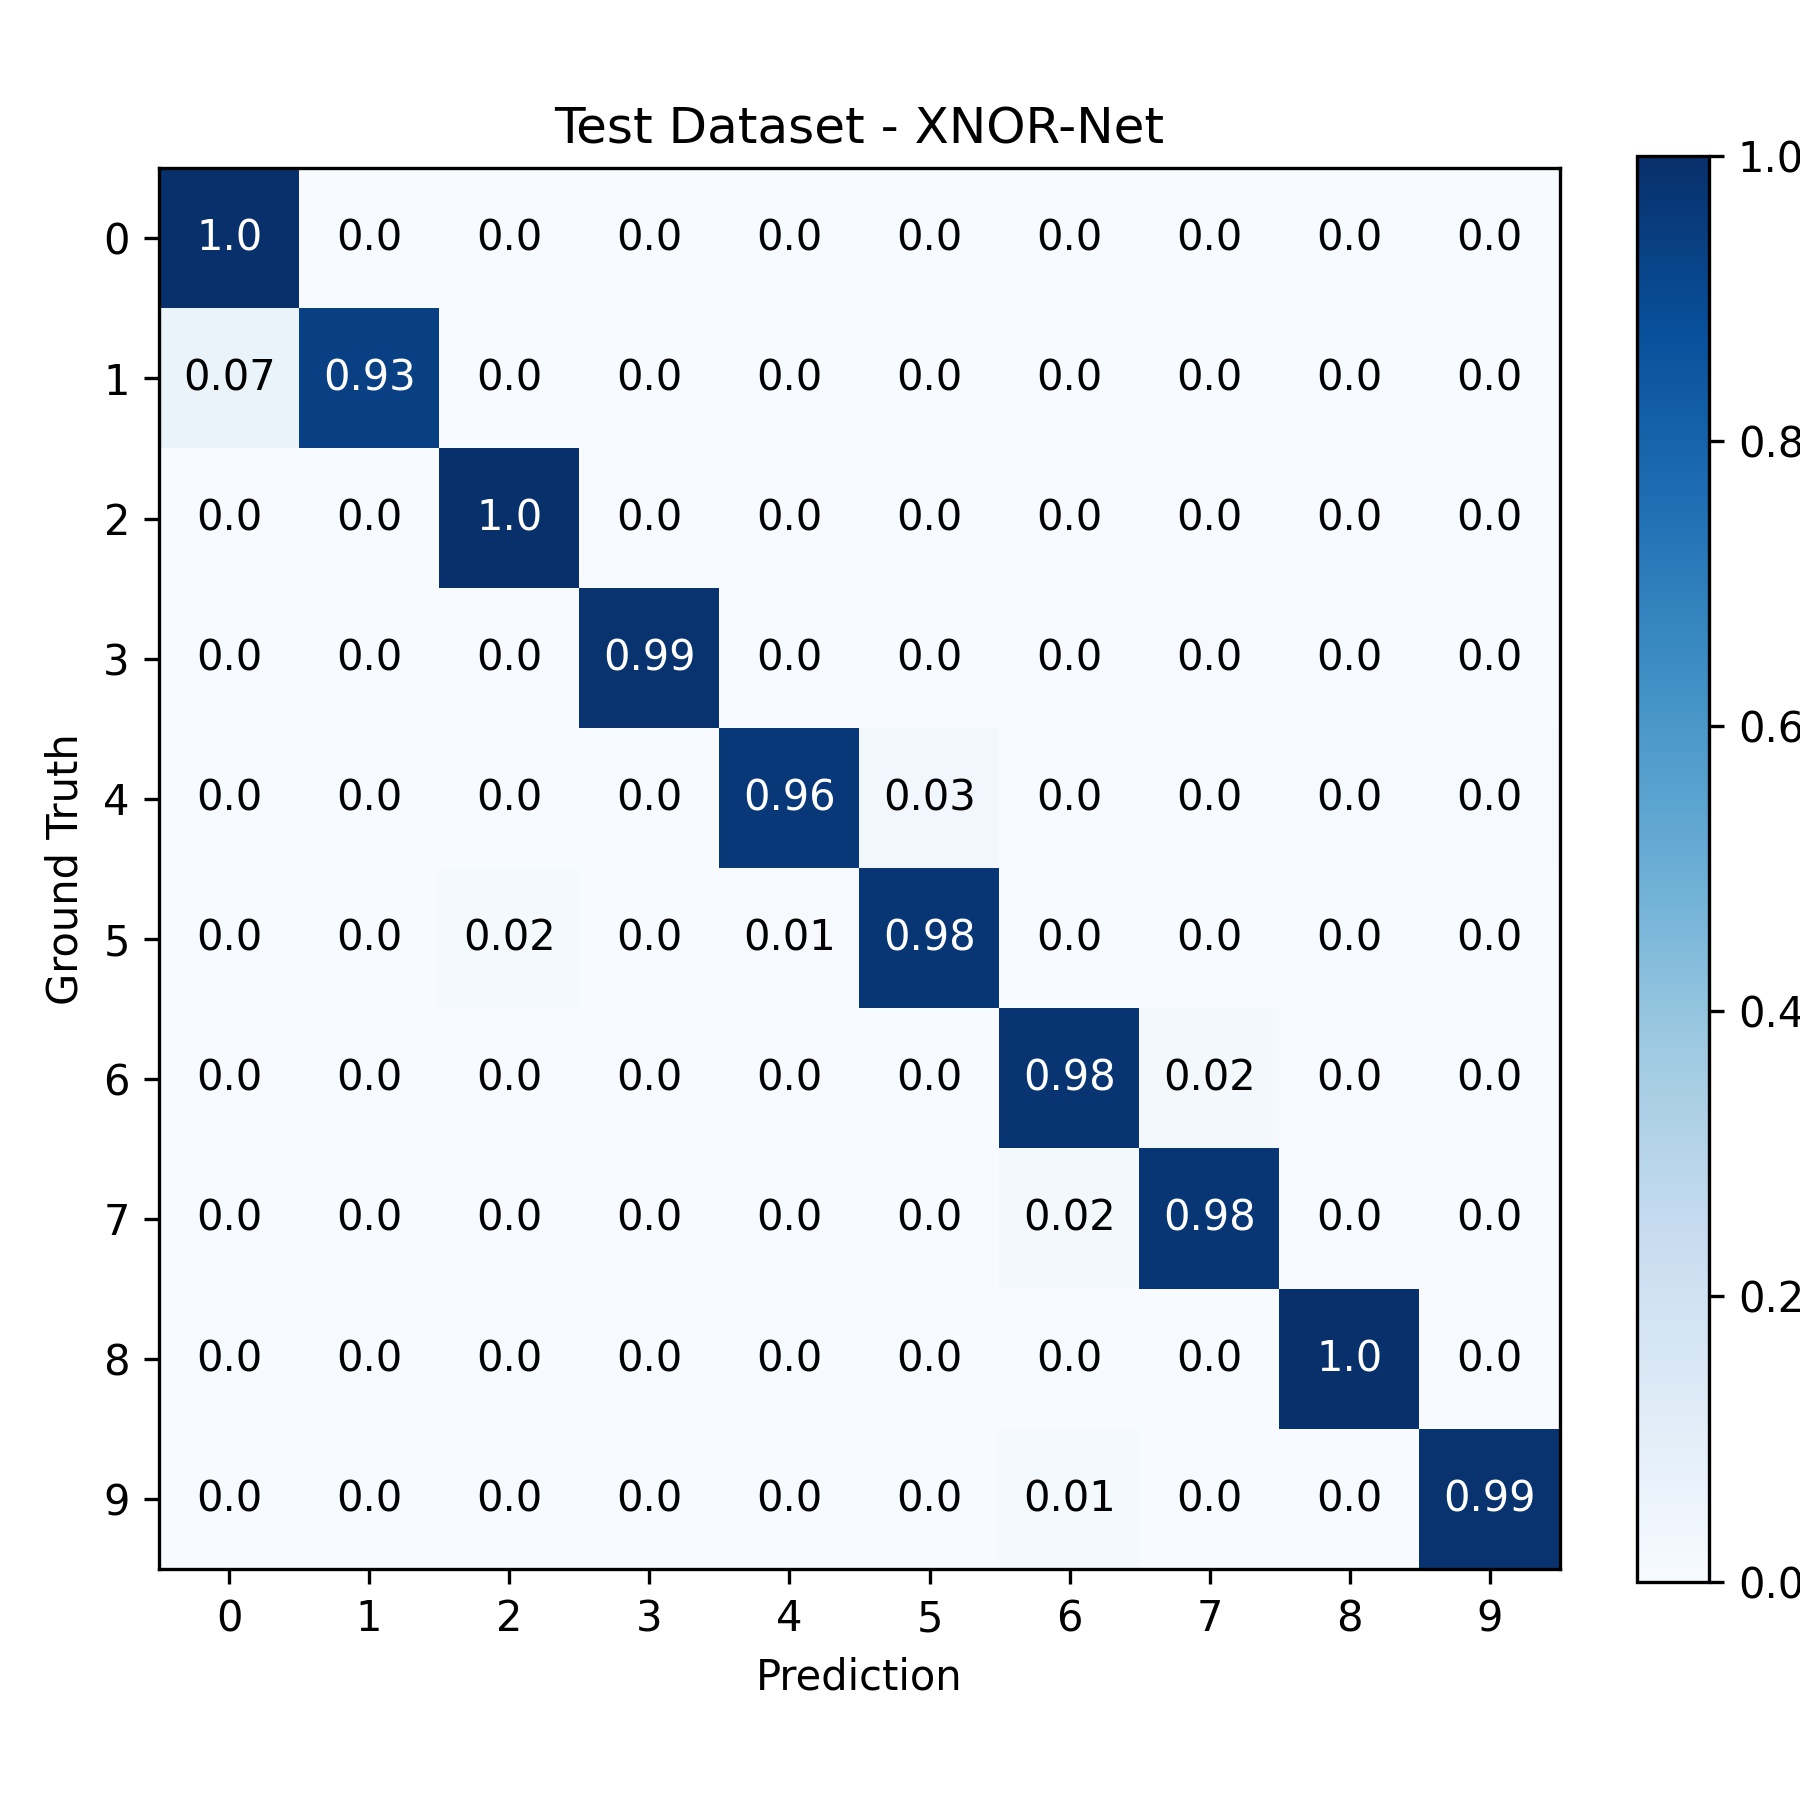 Test Dataset - XNOR-Net
1.0
0 1.0 0.0 0.0 0.0 0.0 0.0 0.0 0.0 0.0 0.0
1 0.07 0.93 0.0 0.0 0.0 0.0 0.0 0.0 0.0 0.0
0.8
2 0.0 0.0 1.0 0.0 0.0 0.0 0.0 0.0 0.0 0.0
3 0.0 0.0 0.0 0.99 0.0 0.0 0.0 0.0 0.0 0.0
0.6
4 0.0 0.0 0.0 0.0 0.96 0.03 0.0 0.0 0.0 0.0
Ground Truth
5 0.0 0.0 0.02 0.0 0.01 0.98 0.0 0.0 0.0 0.0
0.4
6 0.0 0.0 0.0 0.0 0.0 0.0 0.98 0.02 0.0 0.0
7 0.0 0.0 0.0 0.0 0.0 0.0 0.02 0.98 0.0 0.0
0.2
8 0.0 0.0 0.0 0.0 0.0 0.0 0.0 0.0 1.0 0.0
9 0.0 0.0 0.0 0.0 0.0 0.0 0.01 0.0 0.0 0.99
0.0
0 1 2 3 4 5 6 7 8 9
Prediction